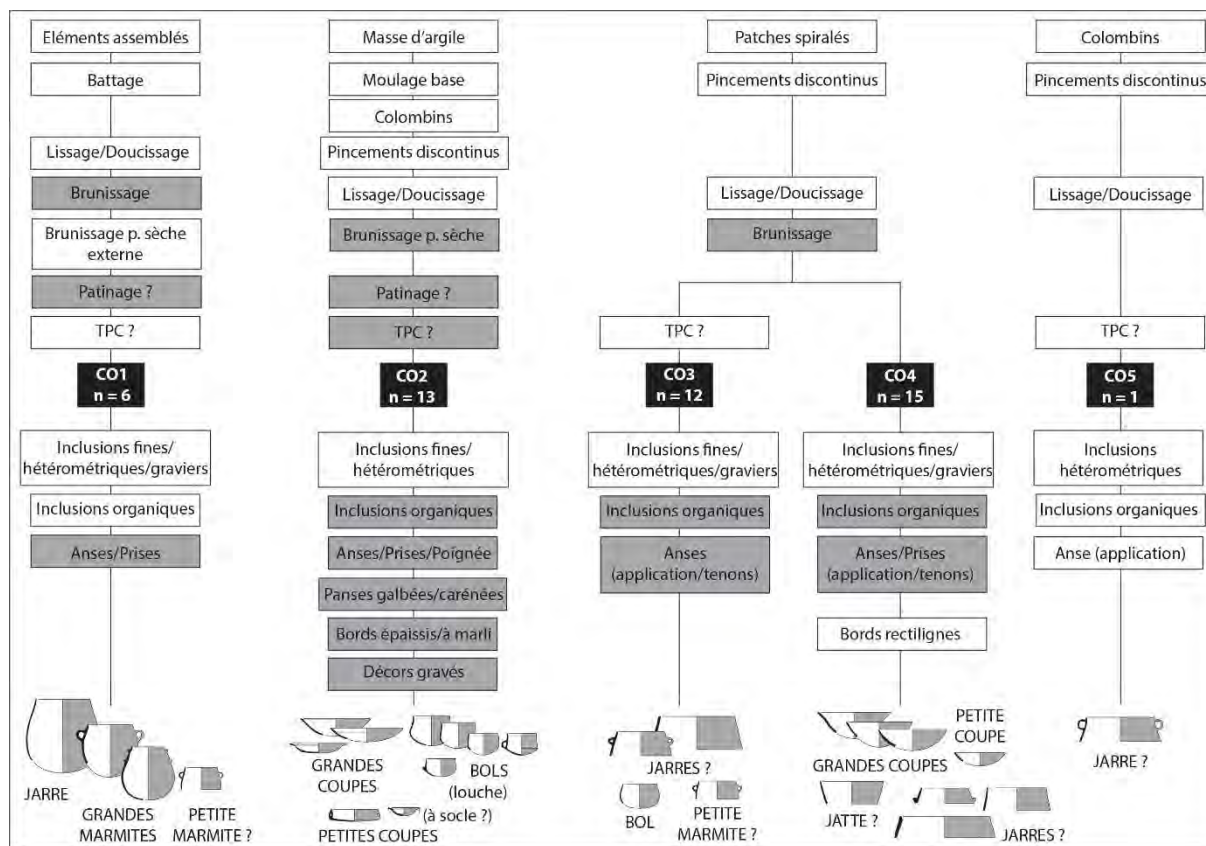 Eléments assemblés
Battage
Lissage/Doucissage
Brunissage
Brunissage p. sèche
externe
Patinage ?
TPC ?
CO1
n = 6
Inclusions fines/
hétérométriques/graviers
Inclusions organiques
Anses/Prises
JARRE
GRANDES
MARMITES
PETITE
MARMITE ?
Masse d'argile
Moulage base
Colombins
Pincements discontinus
Lissage/Doucissage
Brunissage p. sèche
Patinage ?
TPC ?
CO2
n = 13
Inclusions fines/
hétérométriques
Inclusions organiques
Anses/Prises/Poignée
Panses galbées/carénées
Bords épaissis/à marli
Décors gravés
GRANDES
COUPES
BOLS
(louche)
(à socle ?)
PETITES COUPES
Patches spiralés
Pincements discontinus
Lissage/Doucissage
Brunissage
TPC ?
CO3
n = 12
Inclusions fines/
hétérométriques/graviers
Inclusions organiques
Anses
(application/tenons)
JARRES ?
BOL
PETITE
MARMITE ?
CO4
n = 15
Inclusions fines/
hétérométriques/graviers
Inclusions organiques
Anses/Prises
(application/tenons)
Bords rectilignes
PETITE
COUPE
GRANDES COUPES
JATTE ?
JARRES ?
Colombins
Pincements discontinus
Lissage/Doucissage
TPC ?
CO5
n = 1
Inclusions
hétérométriques
Inclusions organiques
Anse (application)
JARRE ?